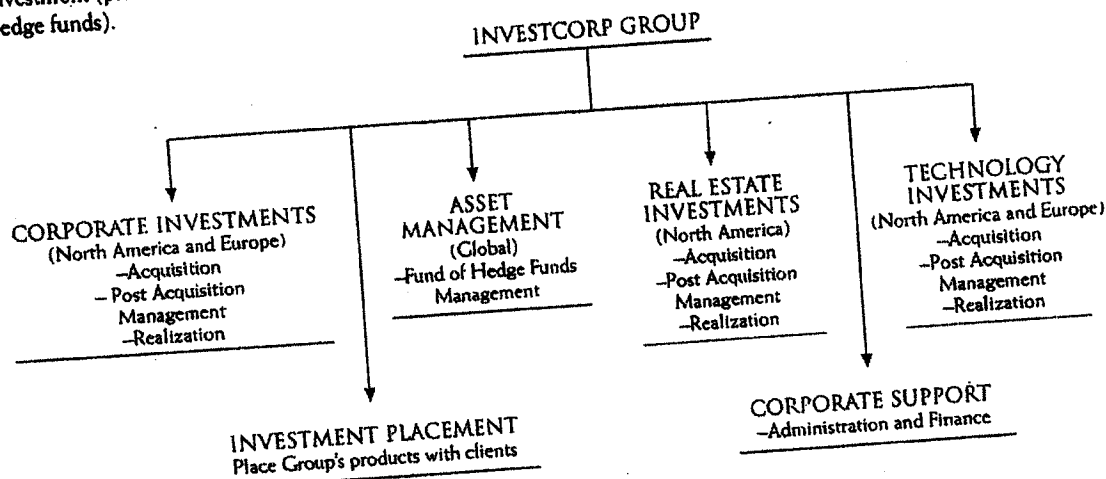 edge funds).
INVESTCORP GROUP
CORPORATE INVESTMENTS
(North America and Europe)
–Acquisition
– Post Acquisition
Management
–Realization
ASSET
MANAGEMENT
(Global)
–Fund of Hedge Funds
Management
REAL ESTATE
INVESTMENTS
(North America)
–Acquisition
–Post Acquisition
Management
–Realization
TECHNOLOGY
INVESTMENTS
(North America and Europe)
–Acquisition
–Post Acquisition
Management
–Realization
INVESTMENT PLACEMENT
Place Group's products with clients
CORPORATE SUPPORT
–Administration and Finance